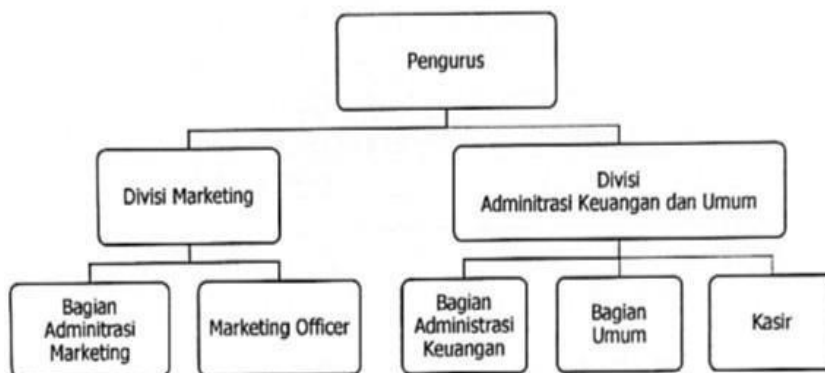 Pengurus
Divisi Marketing
Divisi
Adminitrasi Keuangan dan Umum
Bagian
Adminitrasi
Marketing
Marketing Officer
Bagian
Administrasi
Keuangan
Bagian
Umum
Kasir